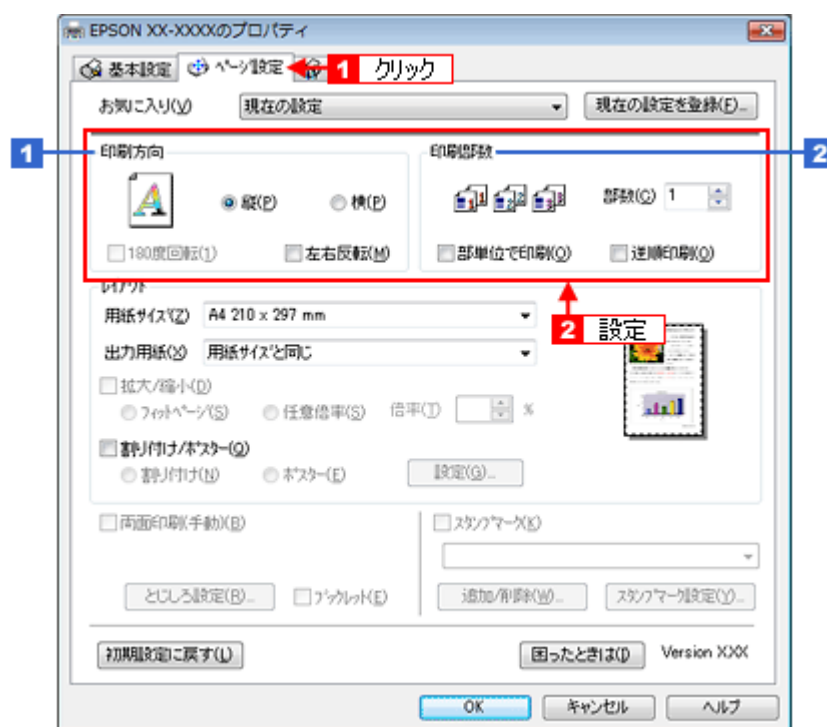 EPSON XX-XXXXのプロパティ
基本設定 ページ設定 1 クリック
お気に入り(V) 現在の設定 現在の設定を登録(F)...
1 印刷方向 印刷部数 2
縦(P) 横(P) 部数(C) 1
180度回転(1) 左右反転(M) 部単位で印刷(O) 逆順印刷(O)
レイアウト
2 設定
用紙サイズ(Z) A4 210 x 297 mm
出力用紙(X) 用紙サイズと同じ
拡大/縮小(D)
フィットページ(S) 任意倍率(S) 倍率(T) %
割り付け/ポスター(Q)
割り付け(N) ポスター(E) 設定(G)...
両面印刷(手動)(B) スタンプマーク(K)
とじしろ設定(R)... ブックレット(E) 追加/削除(W)... スタンプマーク設定(Y)...
初期設定に戻す(L) 困ったときは(I) Version XXX
OK キャンセル ヘルプ